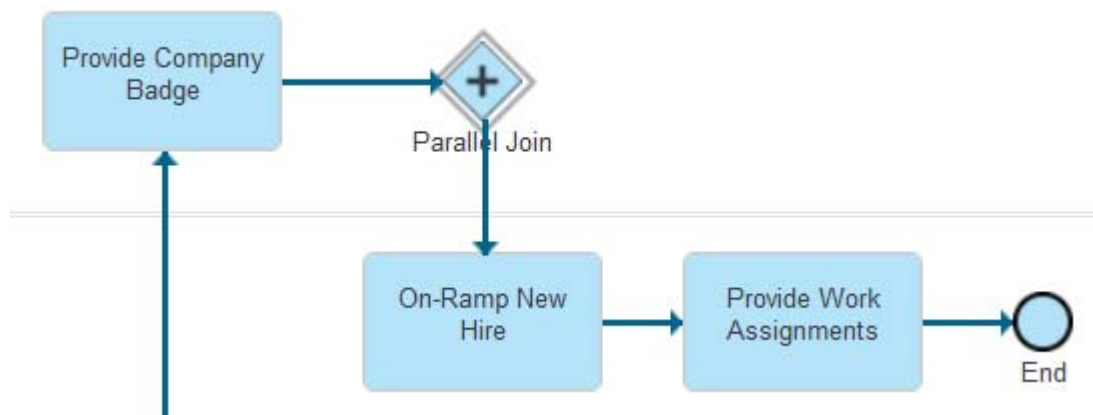 Provide Company
Badge
Parallel Join
On-Ramp New
Hire
Provide Work
Assignments
End